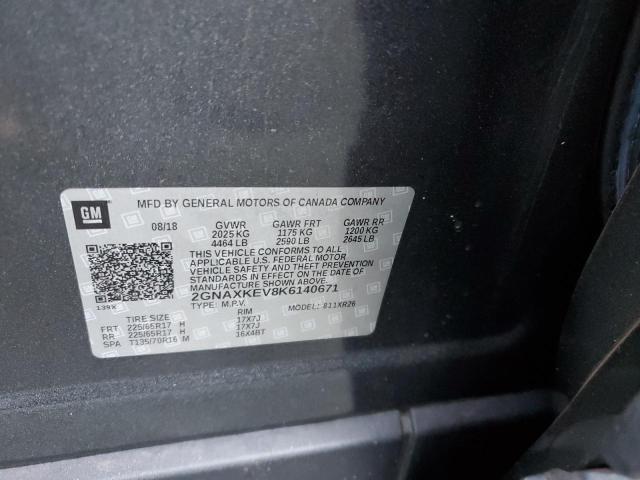 GM
MFD BY GENERAL MOTORS OF CANADA COMPANY
08/18 GVWR GAWR FRT GAWR RR
2025 KG 1175 KG 1200 KG
4464 LB 2590 LB 2645 LB
THIS VEHICLE CONFORMS TO ALL
APPLICABLE U.S. FEDERAL MOTOR
VEHICLE SAFETY AND THEFT
PREVENTION STANDARDS IN EFFECT
ON THE DATE OF MANUFACTURE
SHOWN ABOVE.
2GNAXKEV8K6140671
139X
TYPE: M.P.V. MODEL: 811XR26
TIRE SIZE RIM
FRT 225/65R17 H 17X7J
RR 225/65R17 H 17X7J
SPA T135/70R16 M 16X4BT